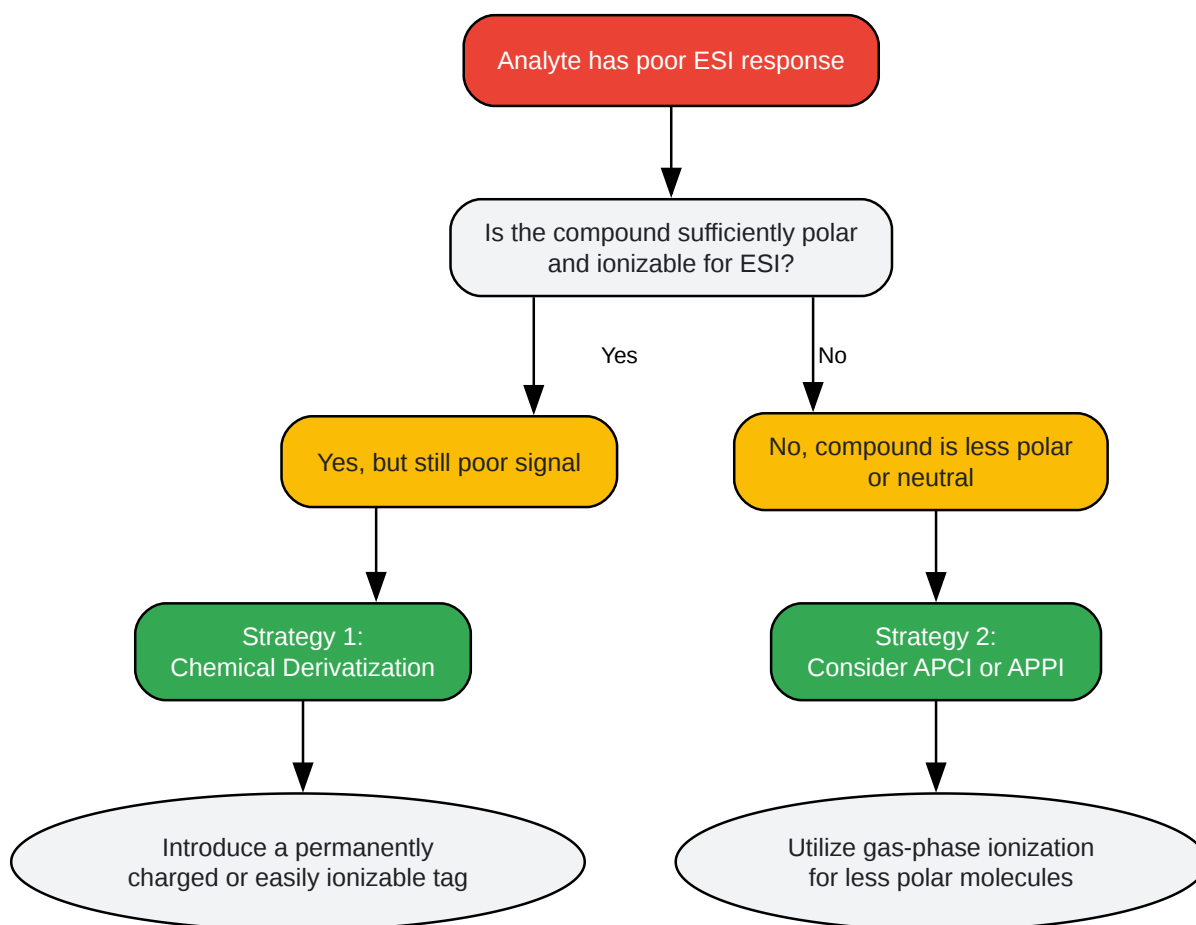 Analyte has poor ESI response
Is the compound sufficiently polar
and ionizable for ESI?
Yes
No
Yes, but still poor signal
No, compound is less polar
or neutral
Strategy 1:
Chemical Derivatization
Strategy 2:
Consider APCI or APPI
Introduce a permanently
charged or easily ionizable tag
Utilize gas-phase ionization
for less polar molecules